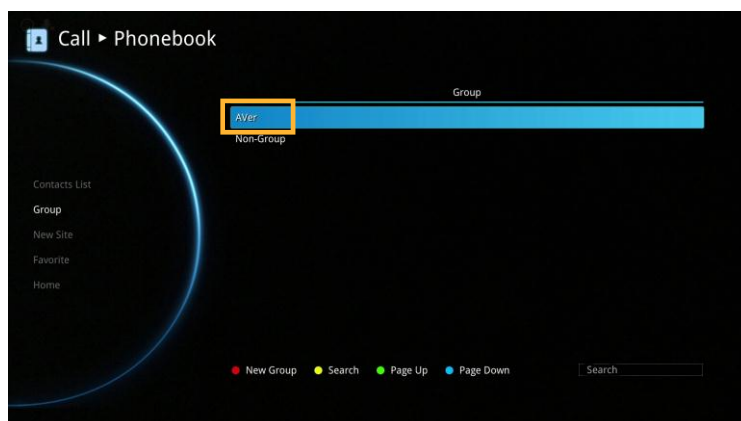 Call ► Phonebook
Group
AVer
Non-Group
Contacts List
Group
New Site
Favorite
Home
New Group Search Page Up Page Down Search